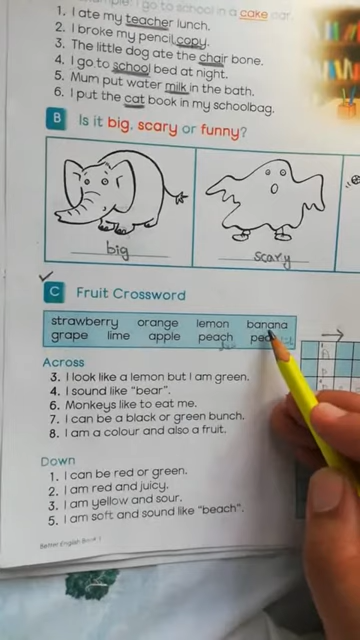 I go to school in a cake car.
1. I ate my teacher lunch.
2. I broke my pencil copy.
3. The little dog ate the chair bone.
4. I go to school bed at night.
5. Mum put water milk in the bath.
6. I put the cat book in my schoolbag.
B Is it big, scary or funny?
big
scary
C Fruit Crossword
strawberry orange lemon banana
grape lime apple peach
Across
3. I look like a lemon but I am green.
4. I sound like "bear".
6. Monkeys like to eat me.
7. I can be a black or green bunch.
8. I am a colour and also a fruit.
Down
1. I can be red or green.
2. I am red and juicy.
3. I am yellow and sour.
5. I am soft and sound like "beach".
Better English Book 1